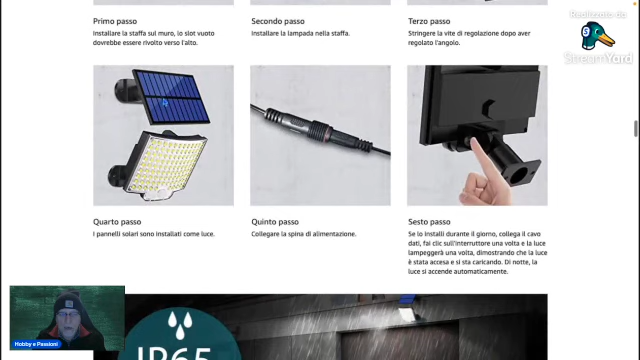 Realizzato da
StreamYard
Primo passo
Installare la staffa sul muro, lo slot vuoto
dovrebbe essere rivolto verso l'alto.
Secondo passo
Installare la lampada nella staffa.
Terzo passo
Stringere la vite di regolazione dopo aver
regolato l'angolo.
Quarto passo
I pannelli solari sono installati come luce.
Quinto passo
Collegare la spina di alimentazione.
Sesto passo
Se lo installi durante il giorno, collega il cavo
dati, fai clic sull'interruttore una volta e la luce
lampeggerà una volta, dimostrando che la luce
è stata accesa e si sta caricando. Di notte, la
luce si accende automaticamente.
Hobby e Passioni
IP65